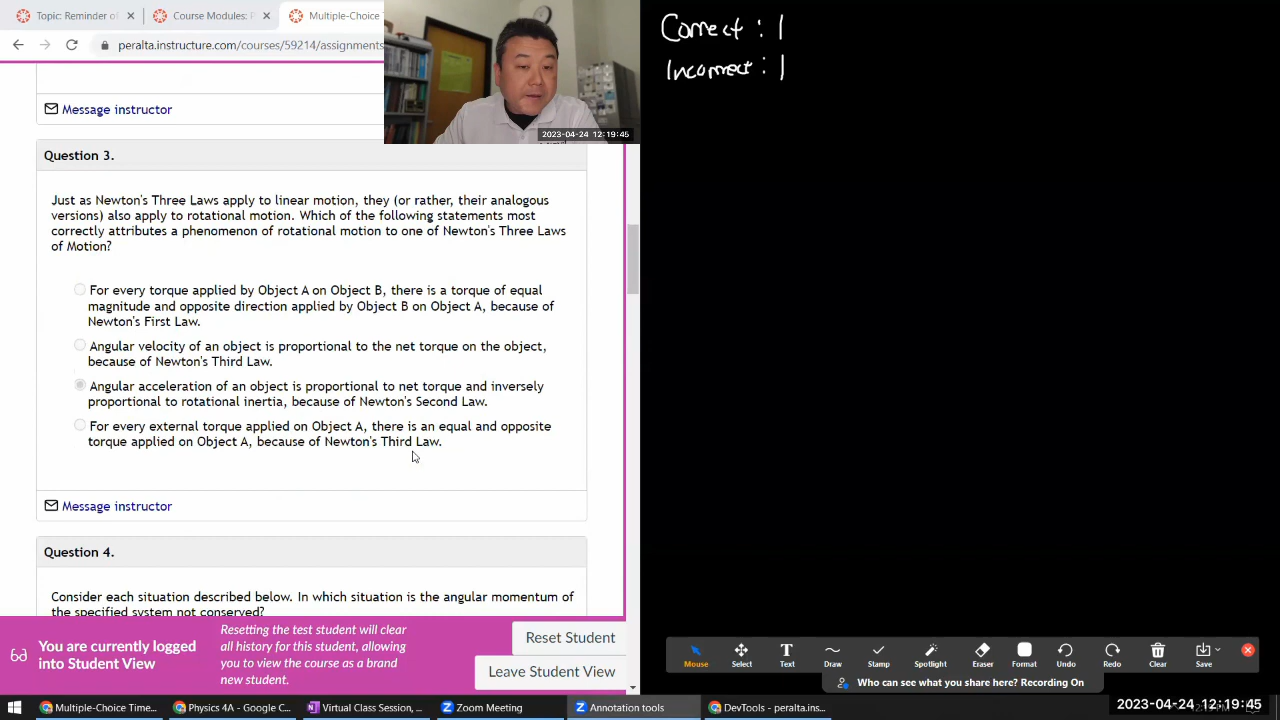 Topic: Reminder of
Course Modules: P
Multiple-Choice T
peralta.instructure.com/courses/59214/assignments
2023-04-24 12:19:45
Correct : |
Incorrect : |
Message instructor
Question 3.
Just as Newton's Three Laws apply to linear motion, they (or rather, their analogous
versions) also apply to rotational motion. Which of the following statements most
correctly attributes a phenomenon of rotational motion to one of Newton's Three Laws
of Motion?
For every torque applied by Object A on Object B, there is a torque of equal
magnitude and opposite direction applied by Object B on Object A, because of
Newton's First Law.
Angular velocity of an object is proportional to the net torque on the object,
because of Newton's Third Law.
Angular acceleration of an object is proportional to net torque and inversely
proportional to rotational inertia, because of Newton's Second Law.
For every external torque applied on Object A, there is an equal and opposite
torque applied on Object A, because of Newton's Third Law.
Message instructor
Question 4.
Consider each situation described below. In which situation is the angular momentum of
the specified system not conserved?
You are currently logged
into Student View
Resetting the test student will clear
all history for this student, allowing
you to view the course as a brand
new student.
Reset Student
Leave Student View
Mouse
Select
Text
Draw
Stamp
Spotlight
Eraser
Format
Undo
Redo
Clear
Save
Who can see what you share here? Recording On
Multiple-Choice Time...
Physics 4A - Google C...
Virtual Class Session, ...
Zoom Meeting
Annotation tools
DevTools - peralta.ins...
2023-04-24 12:19:45